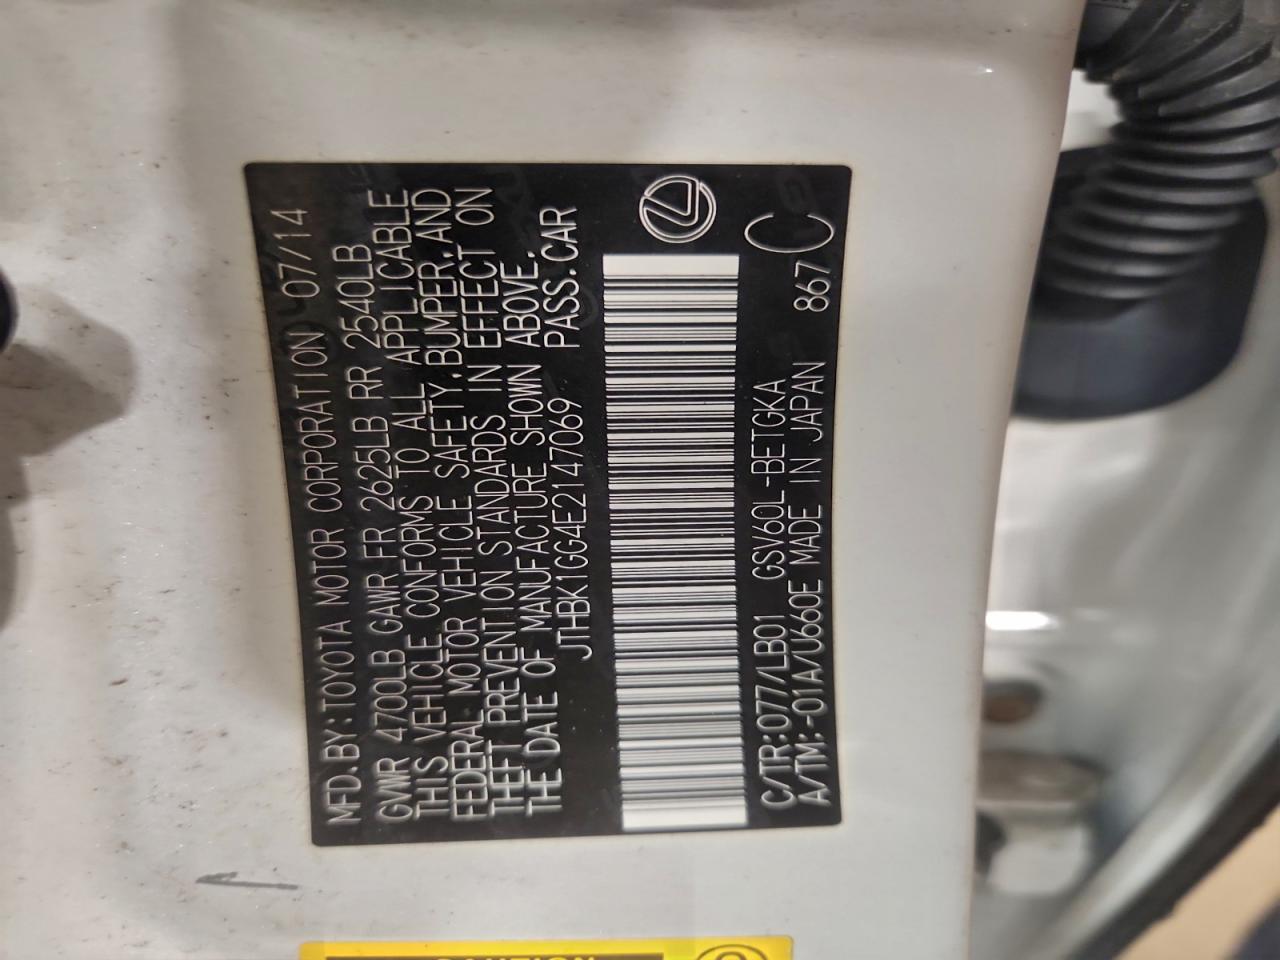 MFD.BY:TOYOTA MOTOR CORPORATION 07/14
GVWR 4700LB GAWR FR 2625LB RR 2540LB
THIS VEHICLE CONFORMS TO ALL APPLICABLE
FEDERAL MOTOR VEHICLE SAFETY,BUMPER,AND
THEFT PREVENTION STANDARDS IN EFFECT ON
THE DATE OF MANUFACTURE SHOWN ABOVE.
JTHBK1GG4E2147069 PASS.CAR
C/TR:077/LB01 GSV60L-BETGKA
A/TM:-01A/U660E MADE IN JAPAN 867 C
CAUTION